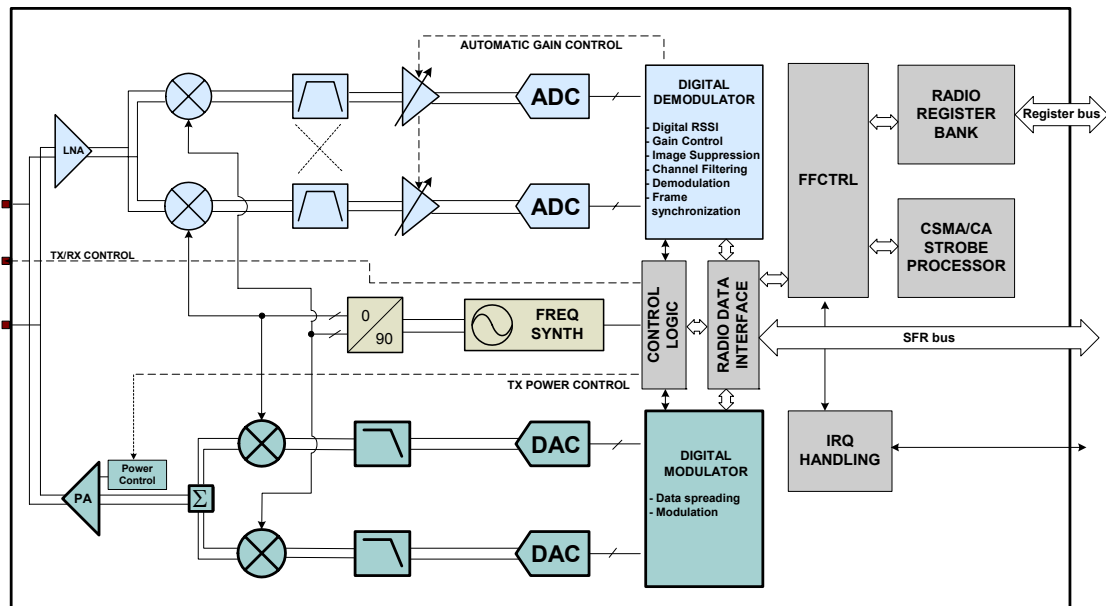 AUTOMATIC GAIN CONTROL
LNA
ADC
ADC
DIGITAL
DEMODULATOR
- Digital RSSI
- Gain Control
- Image Suppression
- Channel Filtering
- Demodulation
- Frame
synchronization
FFCTRL
RADIO
REGISTER
BANK
Register bus
CSMA/CA
STROBE
PROCESSOR
TX/RX CONTROL
0
90
FREQ
SYNTH
CONTROL
LOGIC
RADIO DATA
INTERFACE
SFR bus
TX POWER CONTROL
Power
Control
PA
Σ
DAC
DAC
DIGITAL
MODULATOR
- Data spreading
- Modulation
IRQ
HANDLING